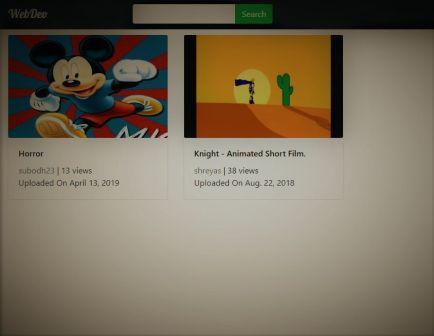 WebDev
Search
Horror
subodh23 | 13 views
Uploaded On April 13, 2019
Knight - Animated Short Film.
shreyas | 38 views
Uploaded On Aug. 22, 2018